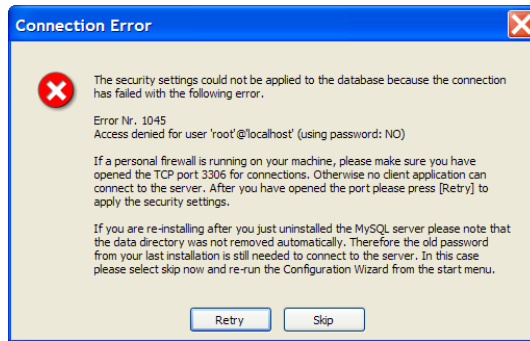 Connection Error
The security settings could not be applied to the database because the connection
has failed with the following error.
Error Nr. 1045
Access denied for user 'root'@'localhost' (using password: NO)
If a personal firewall is running on your machine, please make sure you have
opened the TCP port 3306 for connections. Otherwise no client application can
connect to the server. After you have opened the port please press [Retry] to
apply the security settings.
If you are re-installing after you just uninstalled the MySQL server please note that
the data directory was not removed automatically. Therefore the old password
from your last installation is still needed to connect to the server. In this case
please select skip now and re-run the Configuration Wizard from the start menu.
Retry
Skip